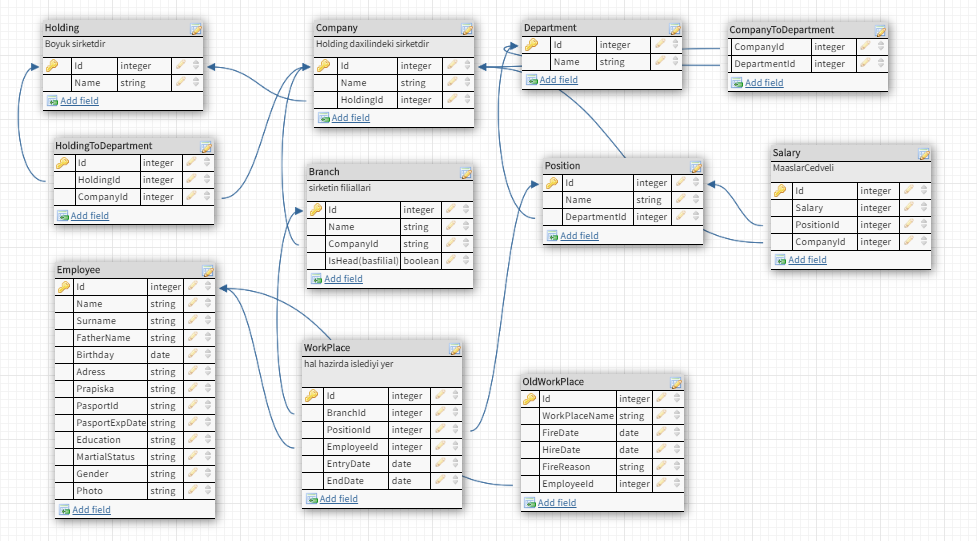 Holding
Boyuk sirketdir
Id integer
Name string
Add field
Company
Holding daxilindeki sirketdir
Id integer
Name string
HoldingId integer
Add field
Department
Id integer
Name string
Add field
CompanyToDepartment
CompanyId integer
DepartmentId integer
Add field
HoldingToDepartment
Id integer
HoldingId integer
CompanyId integer
Add field
Branch
sirketin filiallari
Id integer
Name string
CompanyId string
IsHead(basfilial) boolean
Add field
Position
Id integer
Name string
DepartmentId integer
Add field
Salary
MaaslarCedveli
Id integer
Salary integer
PositionId integer
CompanyId integer
Add field
Employee
Id integer
Name string
Surname string
FatherName string
Birthday date
Adress string
Prapiska string
PasportId string
PasportExpDate string
Education string
MartialStatus string
Gender string
Photo string
Add field
WorkPlace
hal hazirda islediyi yer
Id integer
BranchId integer
PositionId integer
EmployeeId integer
EntryDate date
EndDate date
Add field
OldWorkPlace
Id integer
WorkPlaceName string
FireDate date
HireDate date
FireReason string
EmployeeId integer
Add field